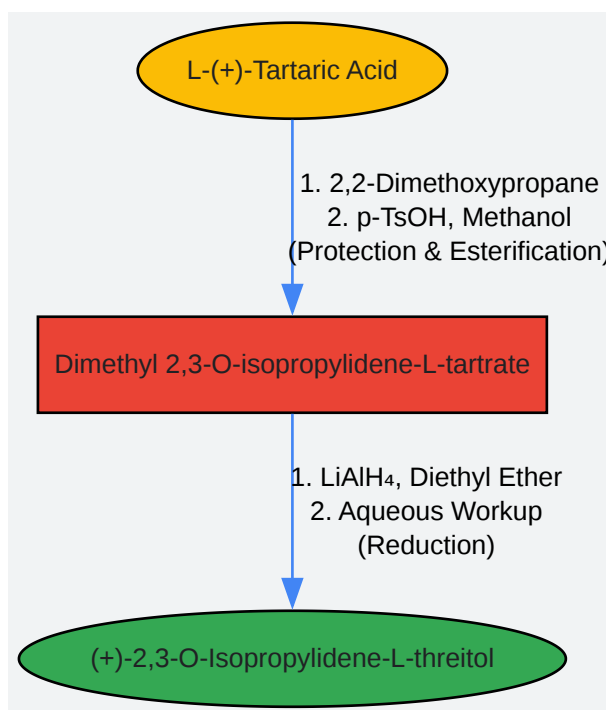 L-(+)-Tartaric Acid
1. 2,2-Dimethoxypropane
2. p-TsOH, Methanol
(Protection & Esterification)
Dimethyl 2,3-O-isopropylidene-L-tartrate
1. LiAlH₄, Diethyl Ether
2. Aqueous Workup
(Reduction)
(+)-2,3-O-Isopropylidene-L-threitol